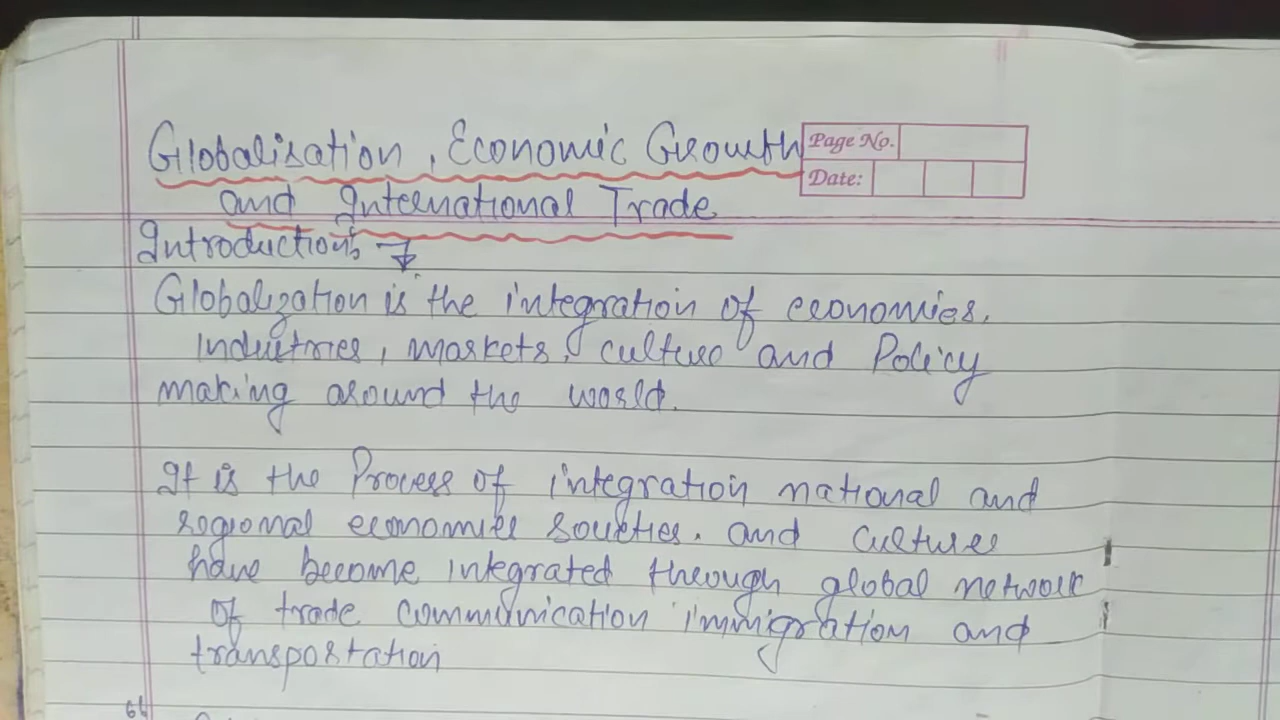 Globalisation, Economic Growth
Page No.
Date:
and International Trade
Introduction's
Globalization is the integration of economies,
industries, markets, culture and Policy
making around the world.
It is the Process of integration national and
regional economies societies, and cultures
have become integrated through global network
of trade communication immigration and
transportation